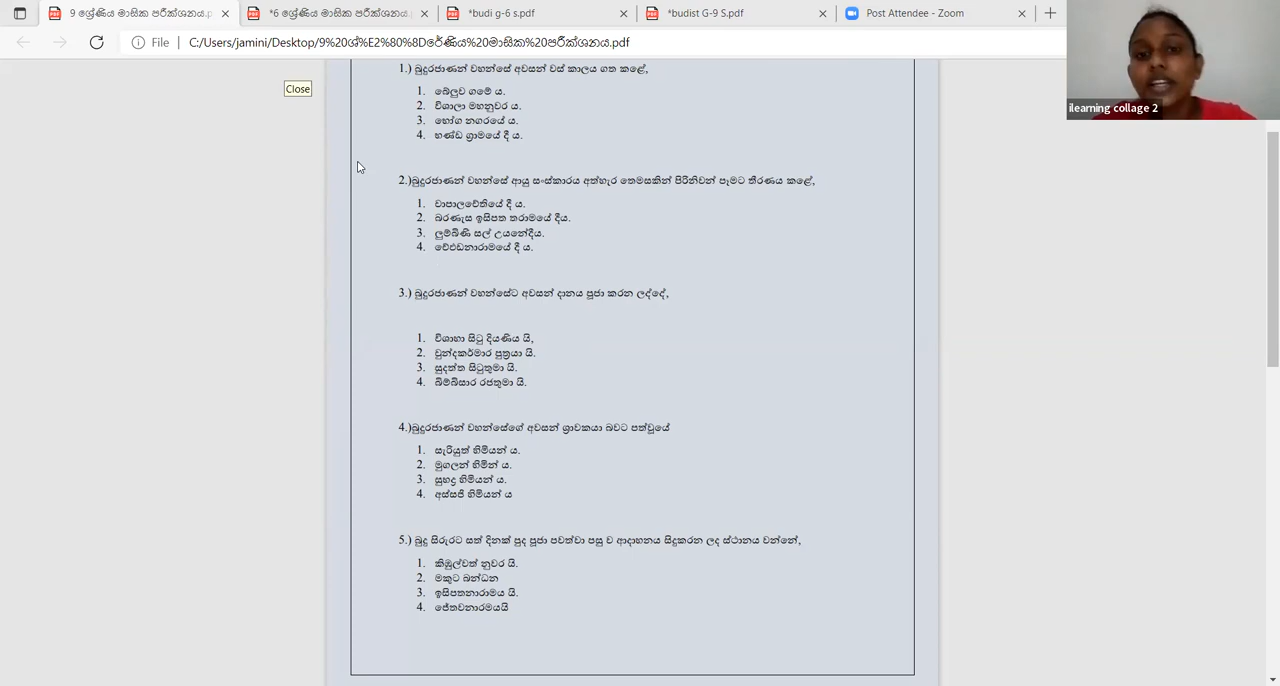 9 ශ්‍රේණිය මාසික පරීක්ශනය.p
*6 ශ්‍රේණිය මාසික පරීක්ශනය.
*budi g-6 s.pdf
*budist G-9 S.pdf
Post Attendee - Zoom
File
C:/Users/jamini/Desktop/9%20ශ්%E2%80%8Dරේණිය%20මාසික%20පරීක්ශනය.pdf
Close
ilearning collage 2
1.) බුදුරජාණන් වහන්සේ අවසන් වස් කාලය ගත කළේ,
1. බේලුව ගමේ ය.
2. විශාලා මහනුවර ය.
3. භෝග නගරයේ ය.
4. භණ්ඩ ග්‍රාමයේ දී ය.
2.)බුදුරජාණන් වහන්සේ ආයු සංස්කාරය අත්හැර තෙමසකින් පිරිනිවන් පෑමට තීරණය කළේ,
1. චාපාලචේතියේ දී ය.
2. බරණැස ඉසිපත තරාමයේ දීය.
3. ලුම්බිණි සල් උයනේදීය.
4. වේළුවනාරාමයේ දී ය.
3.) බුදුරජාණන් වහන්සේට අවසන් දානය පූජා කරන ලද්දේ,
1. විශාඛා සිටු දියණිය යි,
2. චුන්දකර්මාර පුත්‍රයා යි.
3. සුදත්ත සිටුතුමා යි.
4. බිම්බිසාර රජතුමා යි.
4.)බුදුරජාණන් වහන්සේගේ අවසන් ශ්‍රාවකයා බවට පත්වූයේ
1. සැරියුත් හිමියන් ය.
2. මුගලන් හිමින් ය.
3. සුභද්‍ර හිමියන් ය.
4. අස්සජි හිමියන් ය
5.) බුදු සිරුරට සත් දිනක් පුද පූජා පවත්වා පසු ව ආදාහනය සිදුකරන ලද ස්ථානය වන්නේ,
1. කිඹුල්වත් නුවර යි.
2. මකුට බන්ධන
3. ඉසිපතනාරාමය යි.
4. ජේතවනාරමයයි